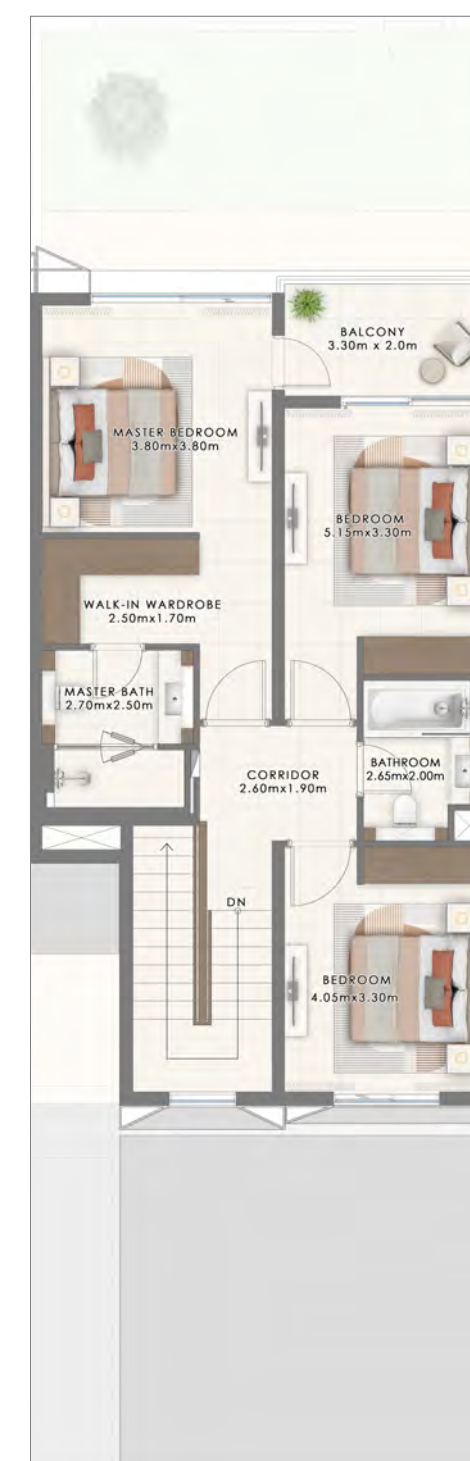 BALCONY
3.30m x 2.0m
MASTER BEDROOM
3.80mx3.80m
BEDROOM
5.15mx3.30m
WALK-IN WARDROBE
2.50mx1.70m
MASTER BATH
2.70mx2.50m
CORRIDOR
2.60mx1.90m
BATHROOM
2.65mx2.00m
DN
BEDROOM
4.05mx3.30m